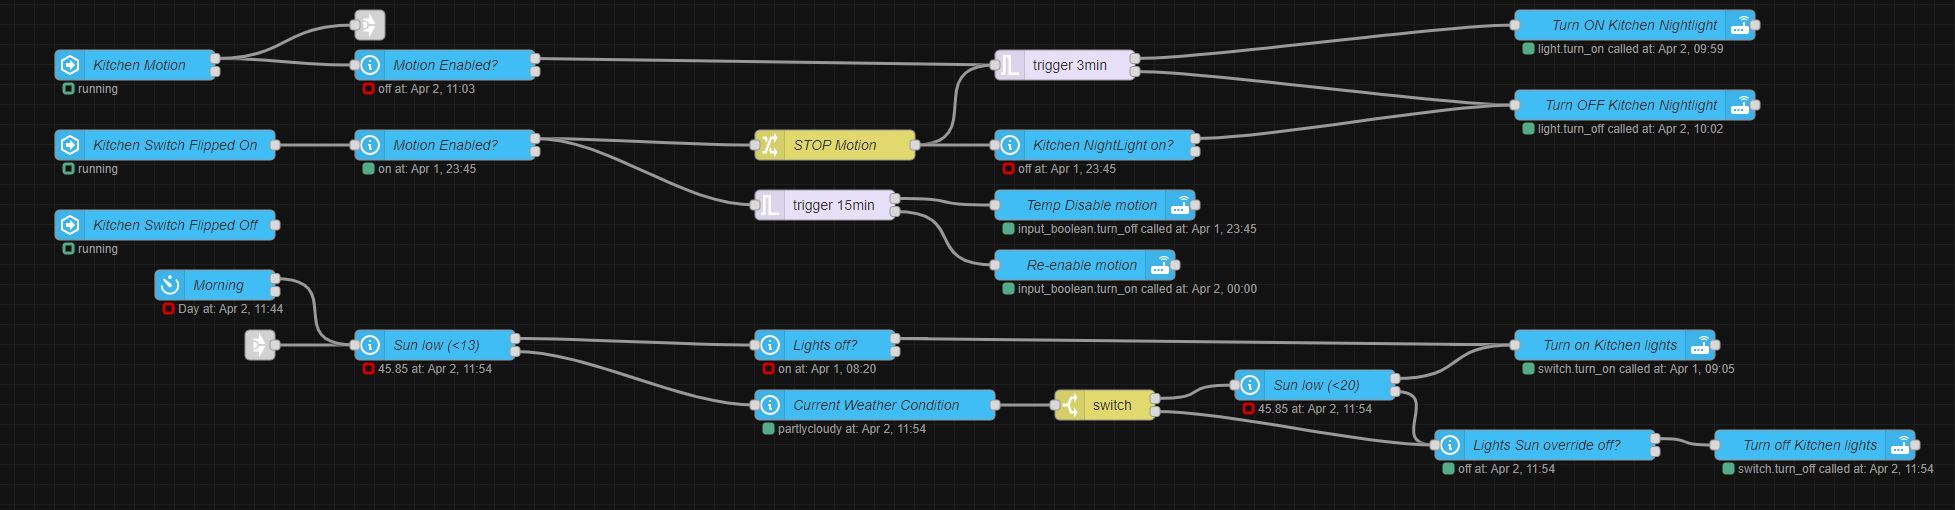 Turn ON Kitchen Nightlight
light.turn_on called at: Apr 2, 09:59
Kitchen Motion
running
Motion Enabled?
off at: Apr 2, 11:03
trigger 3min
Turn OFF Kitchen Nightlight
light.turn_off called at: Apr 2, 10:02
Kitchen Switch Flipped On
running
Motion Enabled?
on at: Apr 1, 23:45
STOP Motion
Kitchen NightLight on?
off at: Apr 1, 23:45
trigger 15min
Temp Disable motion
input_boolean.turn_off called at: Apr 1, 23:45
Kitchen Switch Flipped Off
running
Re-enable motion
input_boolean.turn_on called at: Apr 2, 00:00
Morning
Day at: Apr 2, 11:44
Sun low (<13)
45.85 at: Apr 2, 11:54
Lights off?
on at: Apr 1, 08:20
Turn on Kitchen lights
switch.turn_on called at: Apr 1, 09:05
Current Weather Condition
partlycloudy at: Apr 2, 11:54
switch
Sun low (<20)
45.85 at: Apr 2, 11:54
Lights Sun override off?
off at: Apr 2, 11:54
Turn off Kitchen lights
switch.turn_off called at: Apr 2, 11:54